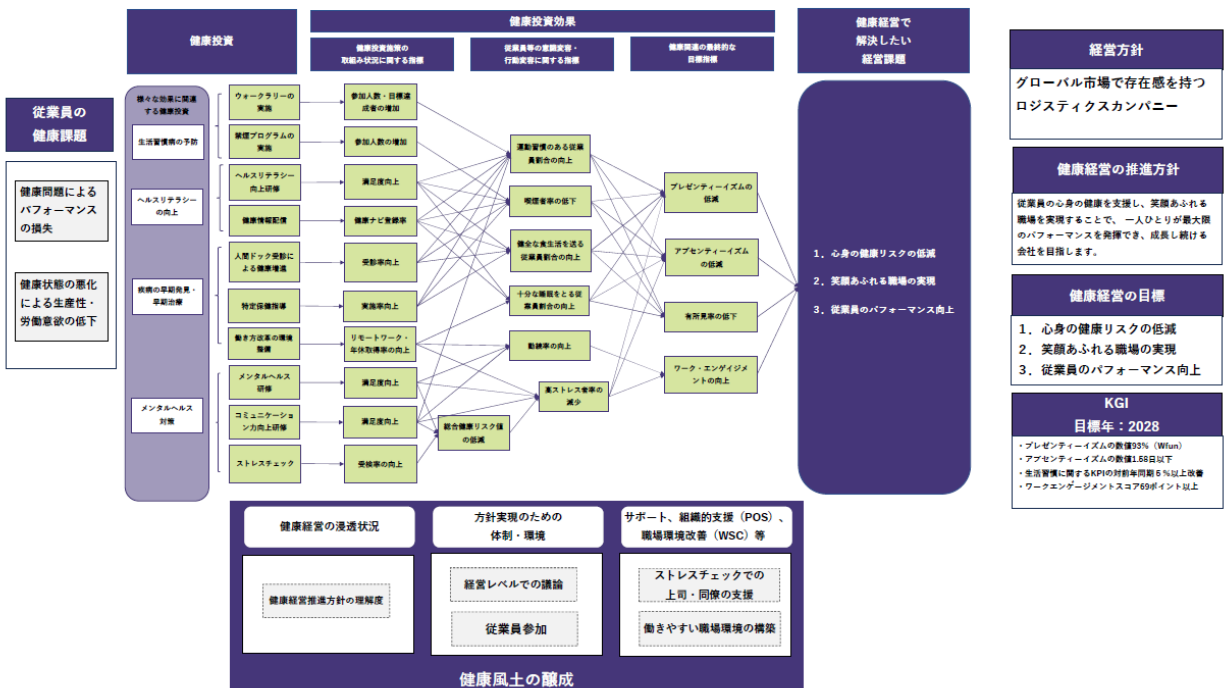 従業員の
健康課題
健康問題による
パフォーマンス
の損失
健康状態の悪化
による生産性・
労働意欲の低下
健康投資
様々な効果に関連
する健康投資
生活習慣病の予防
ヘルスリテラシー
の向上
疾病の早期発見・
早期治療
メンタルヘルス
対策
ウォークラリーの
実施
禁煙プログラムの
実施
ヘルスリテラシー
向上研修
健康情報配信
人間ドック受診に
よる健康増進
特定保健指導
働き方改革の環境
整備
メンタルヘルス
研修
コミュニケーショ
ン力向上研修
ストレスチェック
健康投資効果
健康投資施策の
取組み状況に関する指標
参加人数・目標達
成者の増加
参加人数の増加
満足度向上
健康ナビ登録率
受診率向上
実施率向上
リモートワーク・
年休取得率の向上
満足度向上
満足度向上
受検率の向上
従業員等の意識変容・
行動変容に関する指標
運動習慣のある従業
員割合の向上
喫煙者率の低下
健全な食生活を送る
従業員割合の向上
十分な睡眠をとる従
業員割合の向上
勤続率の向上
高ストレス者率の
減少
総合健康リスク値
の低減
健康関連の最終的な
目標指標
プレゼンティーイズムの
低減
アブセンティーイズム
の低減
有所見率の低下
ワーク・エンゲイジメ
ントの向上
健康経営で
解決したい
経営課題
1．心身の健康リスクの低減
2．笑顔あふれる職場の実現
3．従業員のパフォーマンス向上
経営方針
グローバル市場で存在感を持つ
ロジスティクスカンパニー
健康経営の推進方針
従業員の心身の健康を支援し、笑顔あふれる
職場を実現することで、一人ひとりが最大限
のパフォーマンスを発揮でき、成長し続ける
会社を目指します。
健康経営の目標
1．心身の健康リスクの低減
2．笑顔あふれる職場の実現
3．従業員のパフォーマンス向上
KGI
目標年：2028
・プレゼンティーイズムの数値93%（Wfun）
・アブセンティーイズムの数値1.58日以下
・生活習慣に関するKPIの対前年同期５％以上改善
・ワークエンゲージメントスコア69ポイント以上
健康経営の浸透状況
健康経営推進方針の理解度
方針実現のための
体制・環境
経営レベルでの議論
従業員参加
サポート、組織的支援（POS）、
職場環境改善（WSC）等
ストレスチェックでの
上司・同僚の支援
働きやすい職場環境の構築
健康風土の醸成